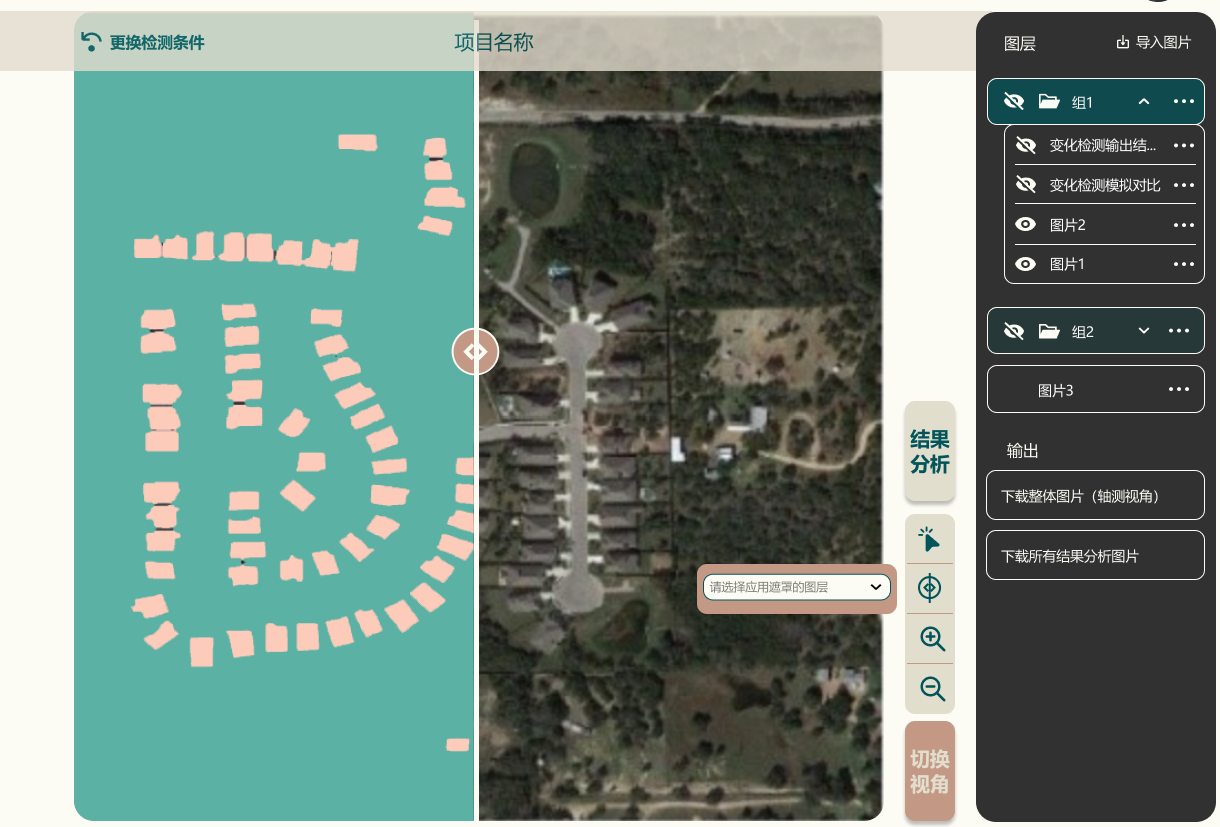 更换检测条件
项目名称
图层
导入图片
组1
变化检测输出结...
变化检测模拟对比
图片2
图片1
组2
图片3
输出
下载整体图片（轴测视角）
下载所有结果分析图片
结果
分析
请选择应用遮罩的图层
切换
视角